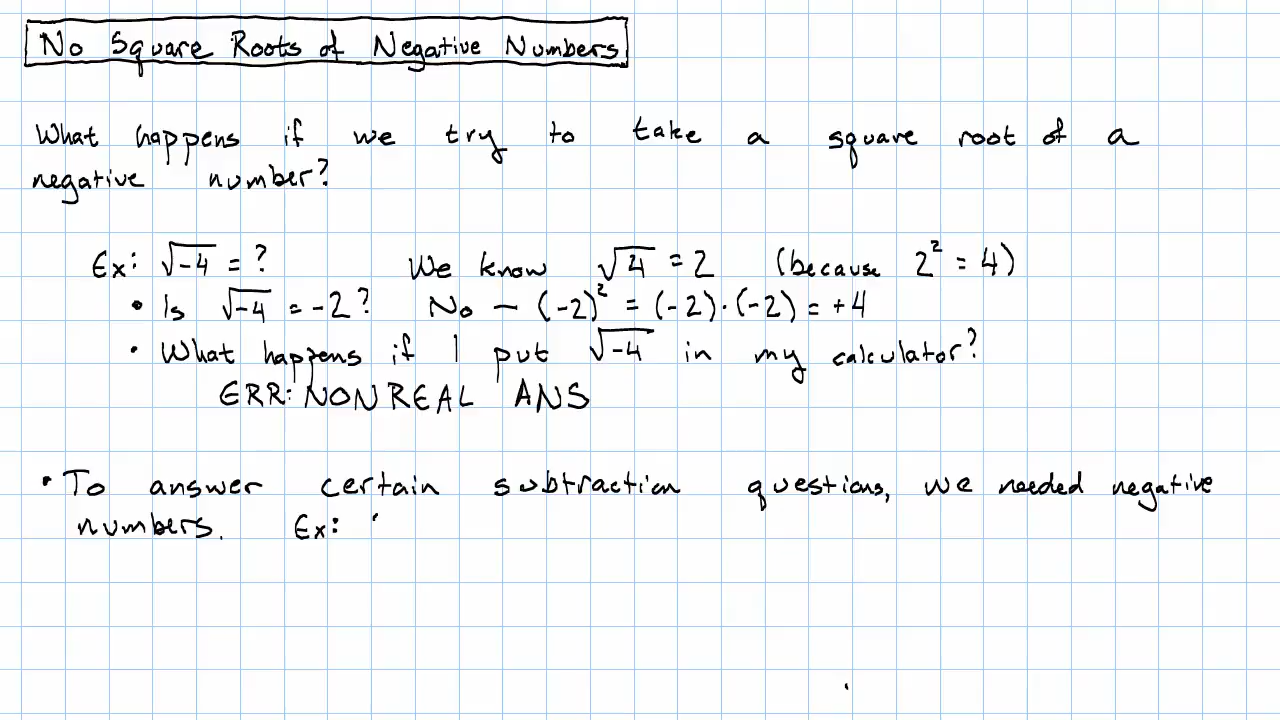 No Square Roots of Negative Numbers
What happens if we try to take a square root of a
negative number?
Ex: √-4 = ? We know √4 = 2 (because 2² = 4)
• Is √-4 = -2? No — (-2)² = (-2)·(-2) = +4
• What happens if I put √-4 in my calculator?
ERR: NONREAL ANS
• To answer certain subtraction questions, we needed negative
numbers. Ex: